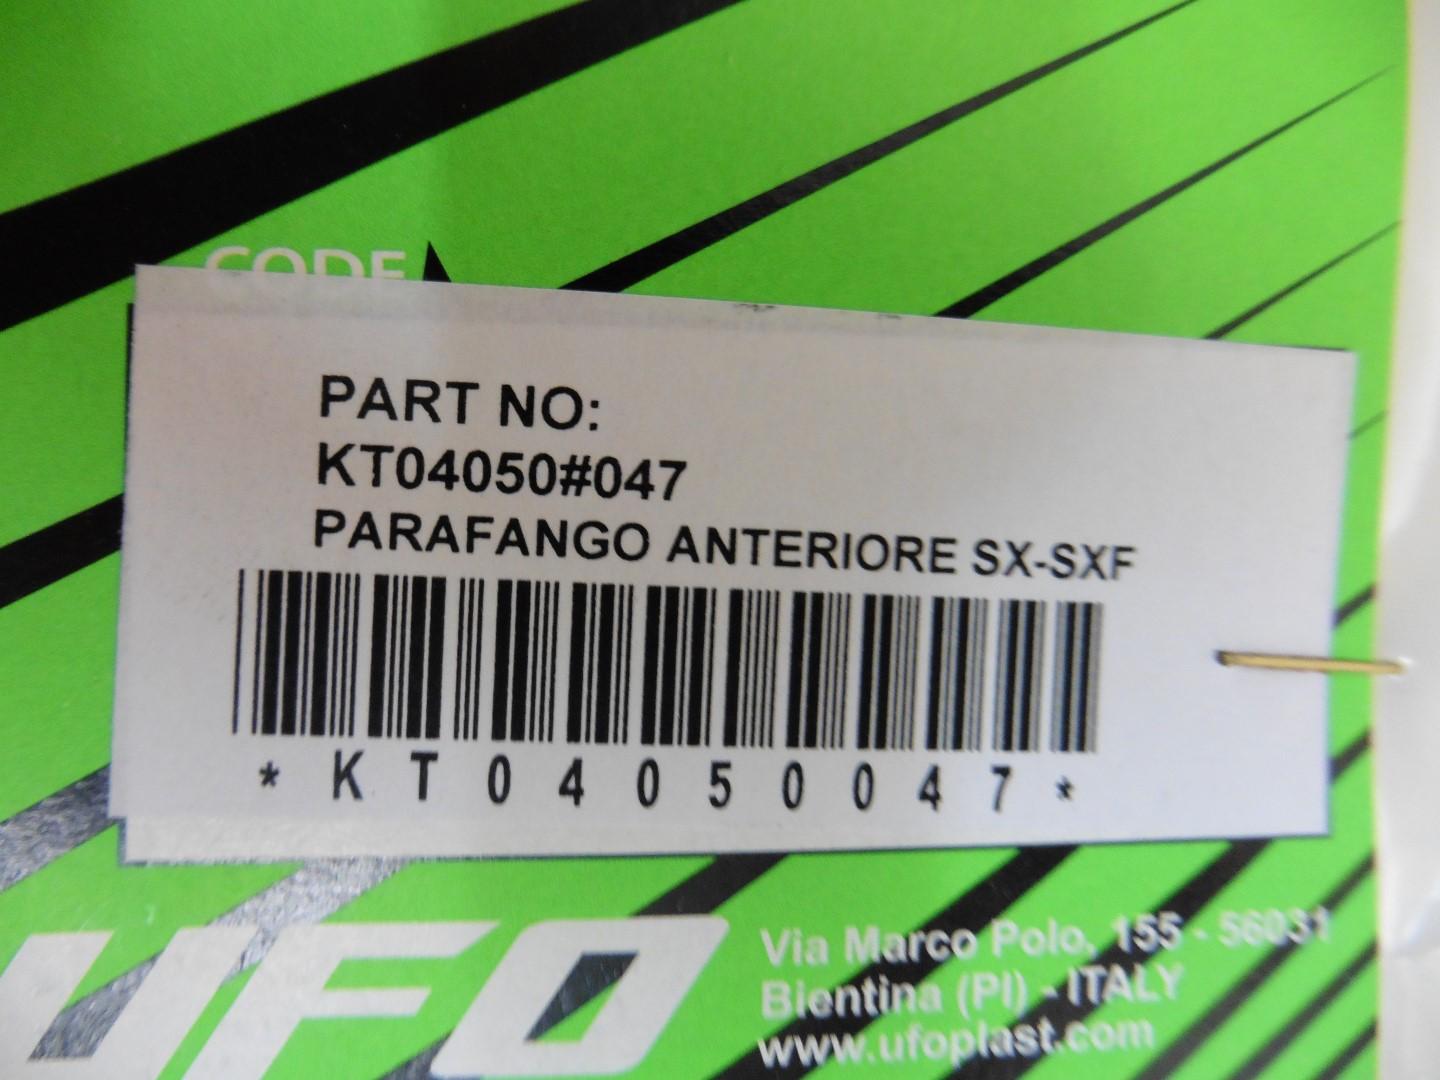 CODE
PART NO:
KT04050#047
PARAFANGO ANTERIORE SX-SXF
*KT04050047*
UFO
Via Marco Polo, 155 - 56031
Bientina (PI) - ITALY
www.ufoplast.com